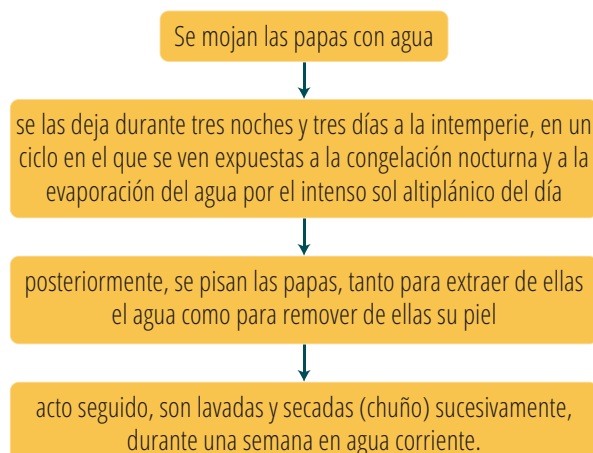 Se mojan las papas con agua
se las deja durante tres noches y tres días a la intemperie, en un
ciclo en el que se ven expuestas a la congelación nocturna y a la
evaporación del agua por el intenso sol altiplánico del día
posteriormente, se pisan las papas, tanto para extraer de ellas
el agua como para remover de ellas su piel
acto seguido, son lavadas y secadas (chuño) sucesivamente,
durante una semana en agua corriente.